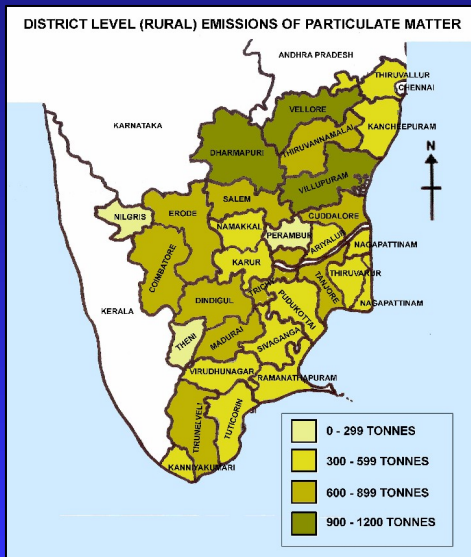 DISTRICT LEVEL (RURAL) EMISSIONS OF PARTICULATE MATTER
ANDHRA PRADESH
THIRUVALLUR
CHENNAI
VELLORE
KANCHEEPURAM
KARNATAKA
THIRUVANNAMALAI
DHARMAPURI
N
VILLUPURAM
NILGRIS
ERODE
SALEM
CUDDALORE
NAMAKKAL
PERAMBUR
ARIYALUR
NAGAPATTINAM
COIMBATORE
KARUR
TRICHY
TANJORE
THIRUVARUR
DINDIGUL
PUDUKOTTAI
NAGAPATTINAM
KERALA
THENI
MADURAI
SIVAGANGA
VIRUDHUNAGAR
RAMANATHAPURAM
TIRUNELVELI
TUTICORIN
KANNIYAKUMARI
0 - 299 TONNES
300 - 599 TONNES
600 - 899 TONNES
900 - 1200 TONNES